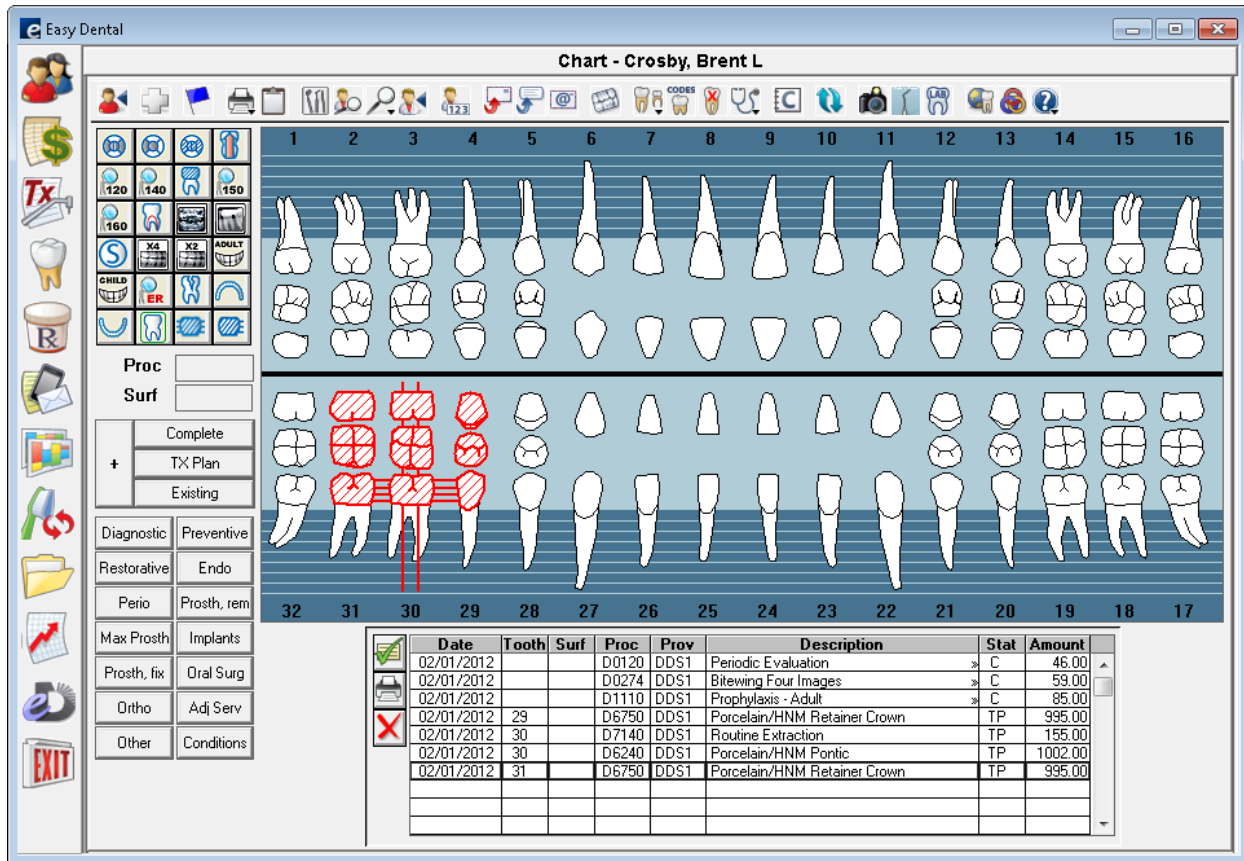 Easy Dental
Chart - Crosby, Brent L
123
@
CODES
C
LAB
?
$
Tx
Rx
EXIT
120 140 150
160
S X4 X2 ADULT
CHILD ER
Proc
Surf
+
Complete
TX Plan
Existing
Diagnostic Preventive
Restorative Endo
Perio Prosth, rem
Max Prosth Implants
Prosth, fix Oral Surg
Ortho Adj Serv
Other Conditions
1 2 3 4 5 6 7 8 9 10 11 12 13 14 15 16
32 31 30 29 28 27 26 25 24 23 22 21 20 19 18 17
Date Tooth Surf Proc Prov Description Stat Amount
02/01/2012 D0120 DDS1 Periodic Evaluation » C 46.00
02/01/2012 D0274 DDS1 Bitewing Four Images » C 59.00
02/01/2012 D1110 DDS1 Prophylaxis - Adult » C 85.00
02/01/2012 29 D6750 DDS1 Porcelain/HNM Retainer Crown TP 995.00
02/01/2012 30 D7140 DDS1 Routine Extraction TP 155.00
02/01/2012 30 D6240 DDS1 Porcelain/HNM Pontic TP 1002.00
02/01/2012 31 D6750 DDS1 Porcelain/HNM Retainer Crown TP 995.00